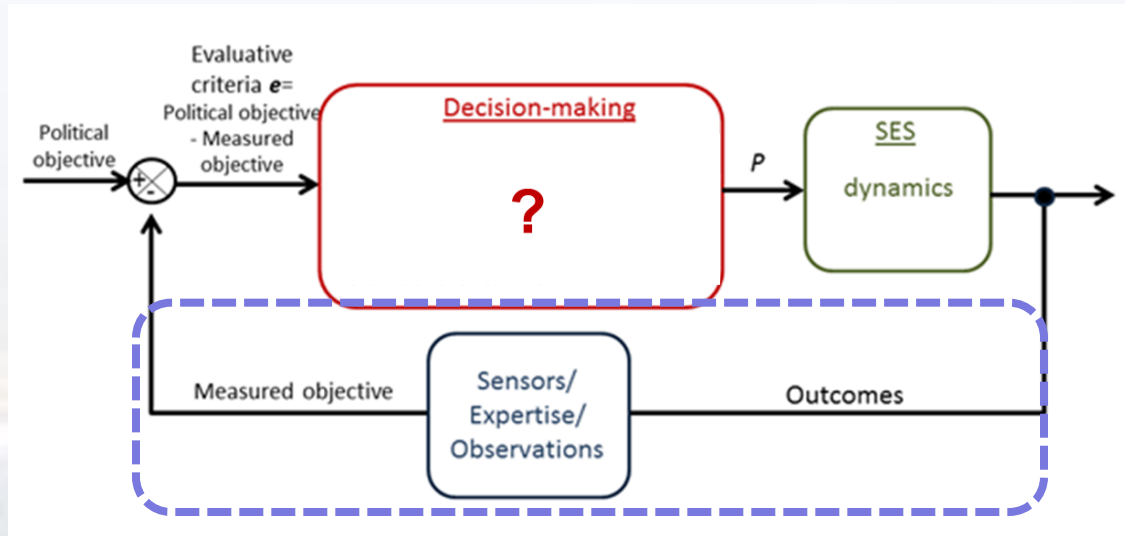 Political
objective
+
-
Evaluative
criteria e=
Political objective
- Measured
objective
Decision-making
?
P
SES
dynamics
Measured objective
Sensors/
Expertise/
Observations
Outcomes